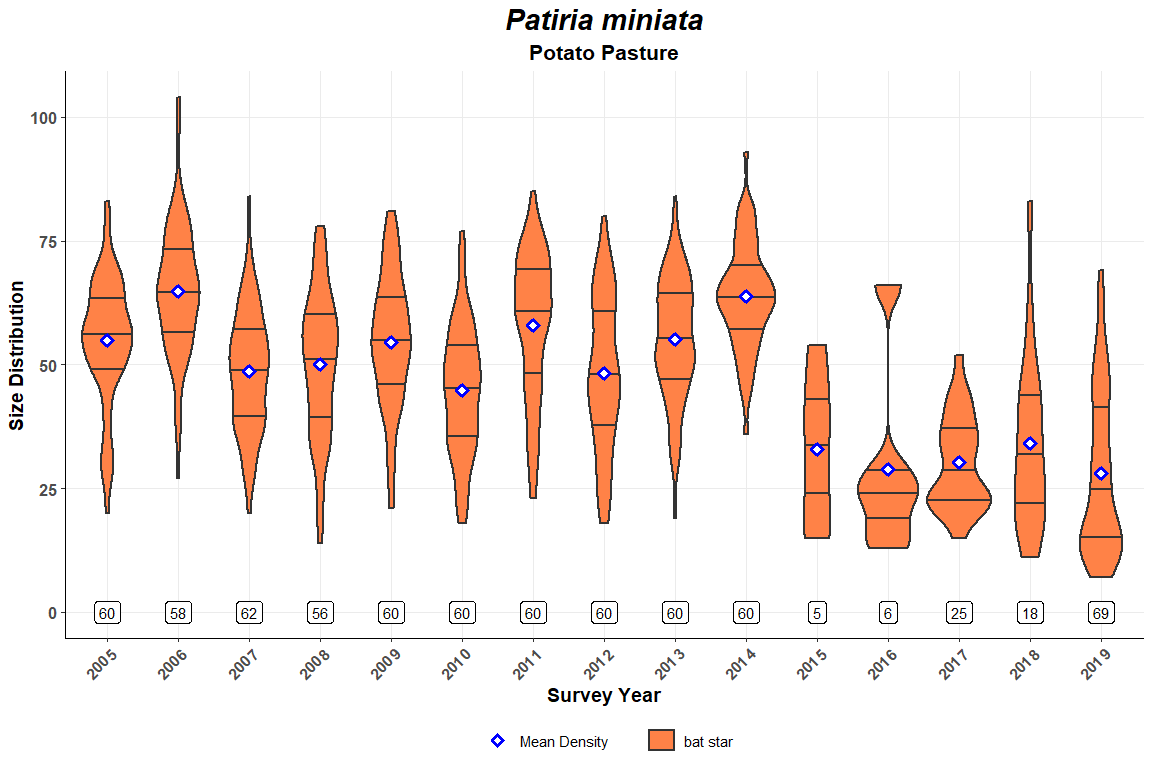 Patiria miniata
Potato Pasture
Size Distribution
100
75
50
25
0
60 58 62 56 60 60 60 60 60 60 5 6 25 18 69
2005 2006 2007 2008 2009 2010 2011 2012 2013 2014 2015 2016 2017 2018 2019
Survey Year
Mean Density bat star